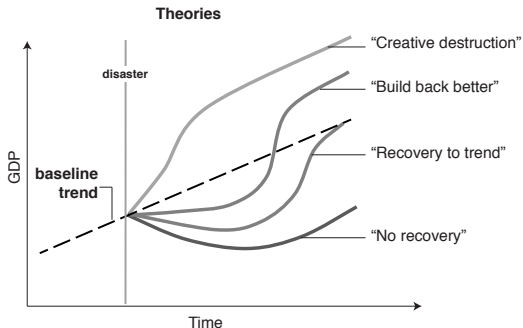 Theories
“Creative destruction”
disaster
“Build back better”
GDP
baseline
trend
“Recovery to trend”
“No recovery”
Time